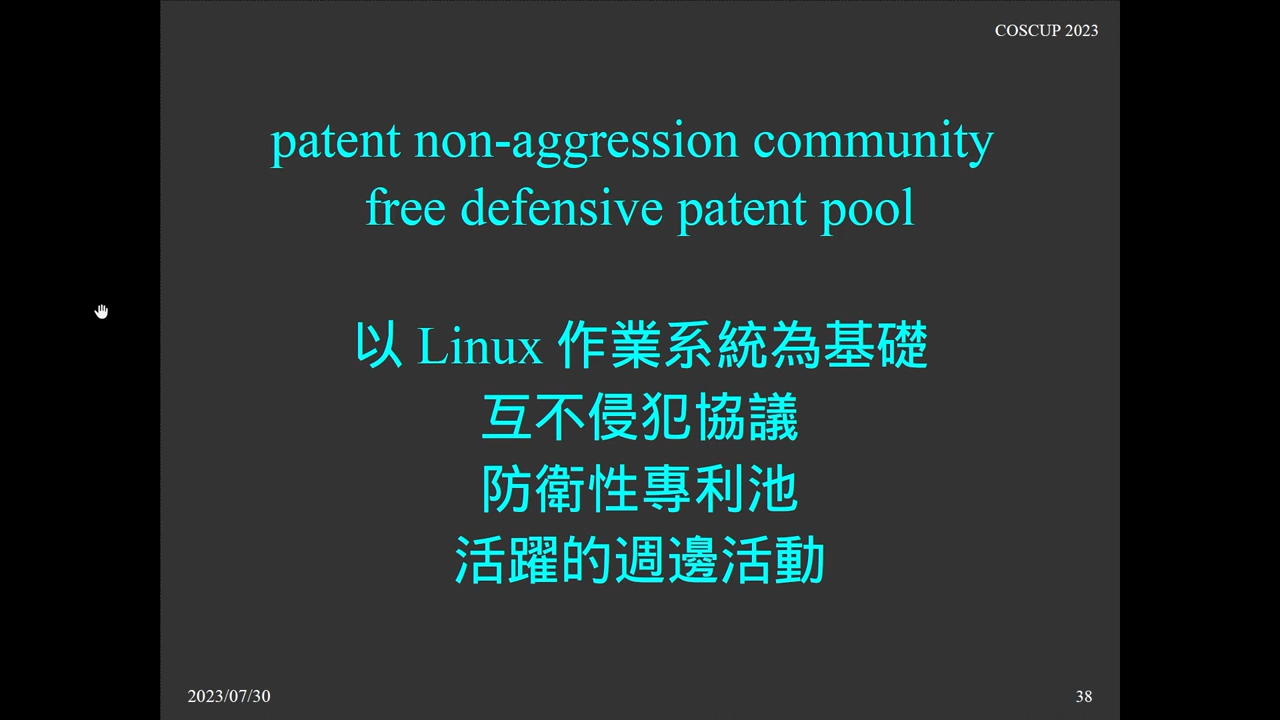 COSCUP 2023
patent non-aggression community
free defensive patent pool
以 Linux 作業系統為基礎
互不侵犯協議
防衛性專利池
活躍的週邊活動
2023/07/30
38